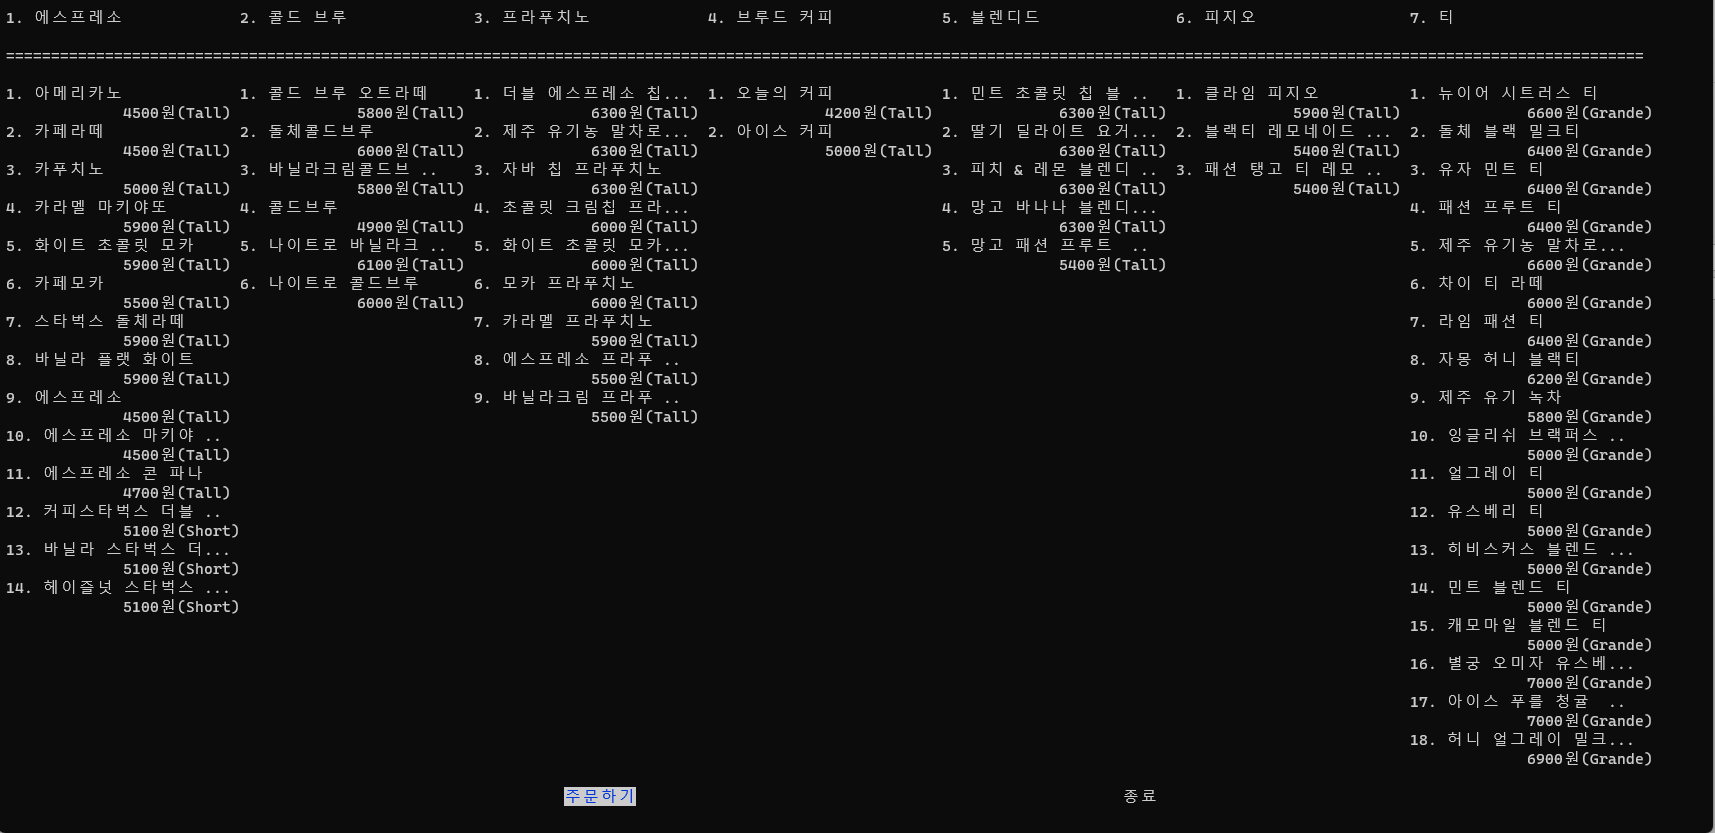 1. 에스프레소 2. 콜드 브루 3. 프라푸치노 4. 브루드 커피 5. 블렌디드 6. 피지오 7. 티
======================================================================================================================================================================================
1. 아메리카노 1. 콜드 브루 오트라떼 1. 더블 에스프레소 칩... 1. 오늘의 커피 1. 민트 초콜릿 칩 블 .. 1. 클라임 피지오 1. 뉴이어 시트러스 티
4500원(Tall) 5800원(Tall) 6300원(Tall) 4200원(Tall) 6300원(Tall) 5900원(Tall) 6600원(Grande)
2. 카페라떼 2. 돌체콜드브루 2. 제주 유기농 말차로... 2. 아이스 커피 2. 딸기 딜라이트 요거... 2. 블랙티 레모네이드 ... 2. 돌체 블랙 밀크티
4500원(Tall) 6000원(Tall) 6300원(Tall) 5000원(Tall) 6300원(Tall) 5400원(Tall) 6400원(Grande)
3. 카푸치노 3. 바닐라크림콜드브 .. 3. 자바 칩 프라푸치노 3. 피치 & 레몬 블렌디 .. 3. 패션 탱고 티 레모 .. 3. 유자 민트 티
5000원(Tall) 5800원(Tall) 6300원(Tall) 6300원(Tall) 5400원(Tall) 6400원(Grande)
4. 카라멜 마키야또 4. 콜드브루 4. 초콜릿 크림칩 프라... 4. 망고 바나나 블렌디... 4. 패션 프루트 티
5900원(Tall) 4900원(Tall) 6000원(Tall) 6300원(Tall) 6400원(Grande)
5. 화이트 초콜릿 모카 5. 나이트로 바닐라크 .. 5. 화이트 초콜릿 모카... 5. 망고 패션 프루트 .. 5. 제주 유기농 말차로...
5900원(Tall) 6100원(Tall) 6000원(Tall) 5400원(Tall) 6600원(Grande)
6. 카페모카 6. 나이트로 콜드브루 6. 모카 프라푸치노 6. 차이 티 라떼
5500원(Tall) 6000원(Tall) 6000원(Tall) 6000원(Grande)
7. 스타벅스 돌체라떼 7. 카라멜 프라푸치노 7. 라임 패션 티
5900원(Tall) 5900원(Tall) 6400원(Grande)
8. 바닐라 플랫 화이트 8. 에스프레소 프라푸 .. 8. 자몽 허니 블랙티
5900원(Tall) 5500원(Tall) 6200원(Grande)
9. 에스프레소 9. 바닐라크림 프라푸 .. 9. 제주 유기 녹차
4500원(Tall) 5500원(Tall) 5800원(Grande)
10. 에스프레소 마키야 .. 10. 잉글리쉬 브랙퍼스 ..
4500원(Tall) 5000원(Grande)
11. 에스프레소 콘 파나 11. 얼그레이 티
4700원(Tall) 5000원(Grande)
12. 커피스타벅스 더블 .. 12. 유스베리 티
5100원(Short) 5000원(Grande)
13. 바닐라 스타벅스 더... 13. 히비스커스 블렌드 ...
5100원(Short) 5000원(Grande)
14. 헤이즐넛 스타벅스 ... 14. 민트 블렌드 티
5100원(Short) 5000원(Grande)
15. 캐모마일 블렌드 티
5000원(Grande)
16. 별궁 오미자 유스베...
7000원(Grande)
17. 아이스 푸를 청귤 ..
7000원(Grande)
18. 허니 얼그레이 밀크...
6900원(Grande)
주문하기 종료